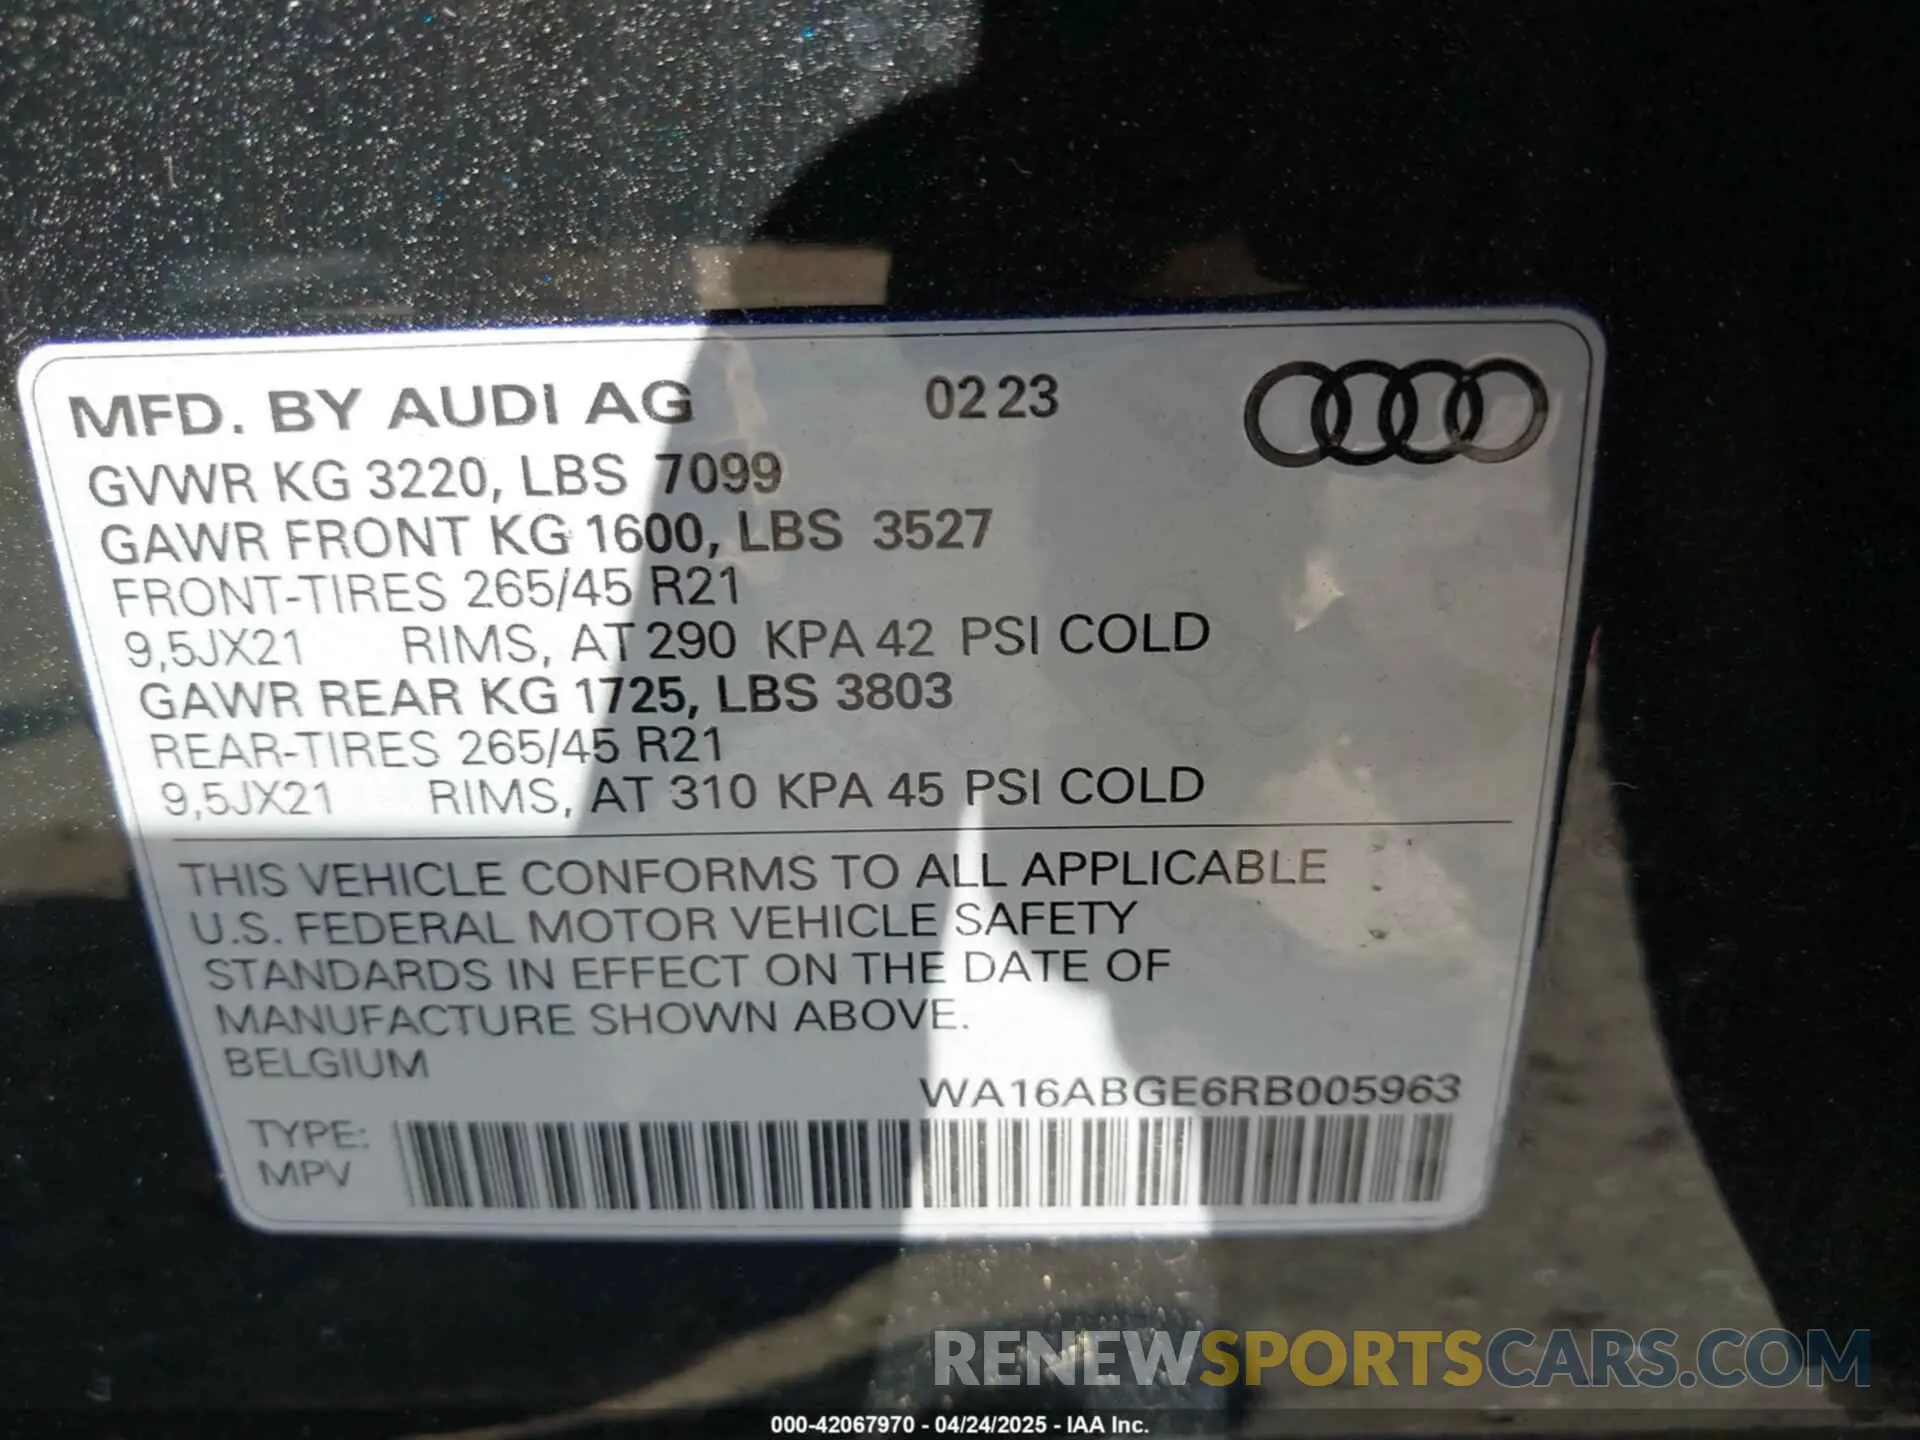 MFD. BY AUDI AG 02 23
GVWR KG 3220, LBS 7099
GAWR FRONT KG 1600, LBS 3527
FRONT-TIRES 265/45 R21
9,5JX21 RIMS, AT 290 KPA 42 PSI COLD
GAWR REAR KG 1725, LBS 3803
REAR-TIRES 265/45 R21
9,5JX21 RIMS, AT 310 KPA 45 PSI COLD
THIS VEHICLE CONFORMS TO ALL APPLICABLE
U.S. FEDERAL MOTOR VEHICLE SAFETY
STANDARDS IN EFFECT ON THE DATE OF
MANUFACTURE SHOWN ABOVE.
BELGIUM
WA16ABGE6RB005963
TYPE:
MPV
RENEWSPORTSCARS.COM
000-42067970 - 04/24/2025 - IAA Inc.